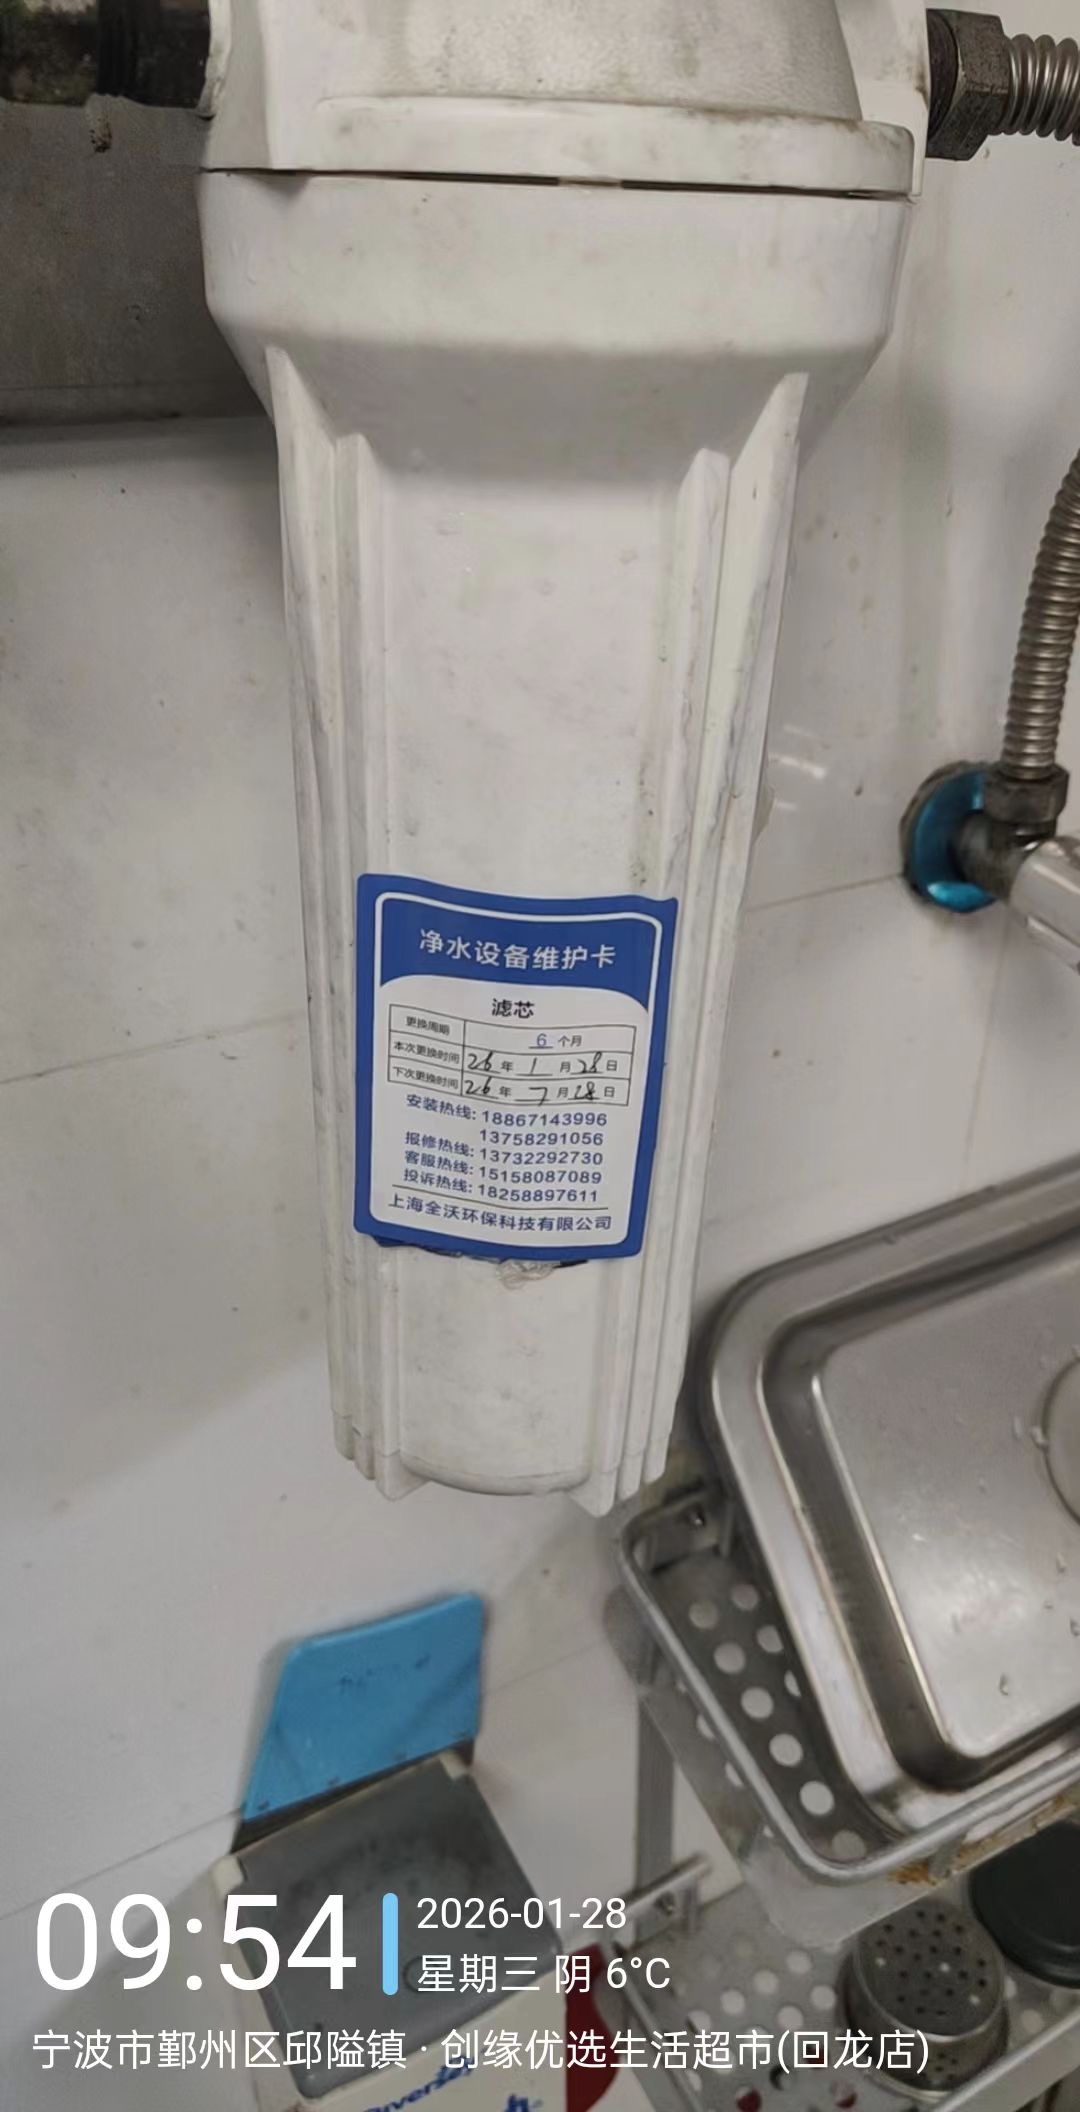 净水设备维护卡
滤芯
更换周期 6 个月
本次更换时间 26 年 1 月 28 日
下次更换时间 26 年 7 月 28 日
安装热线: 18867143996
13758291056
报修热线: 13732292730
客服热线: 15158087089
投诉热线: 18258897611
上海全沃环保科技有限公司
09:54
2026-01-28
星期三 阴 6°C
宁波市鄞州区邱隘镇 · 创缘优选生活超市(回龙店)
Diversey